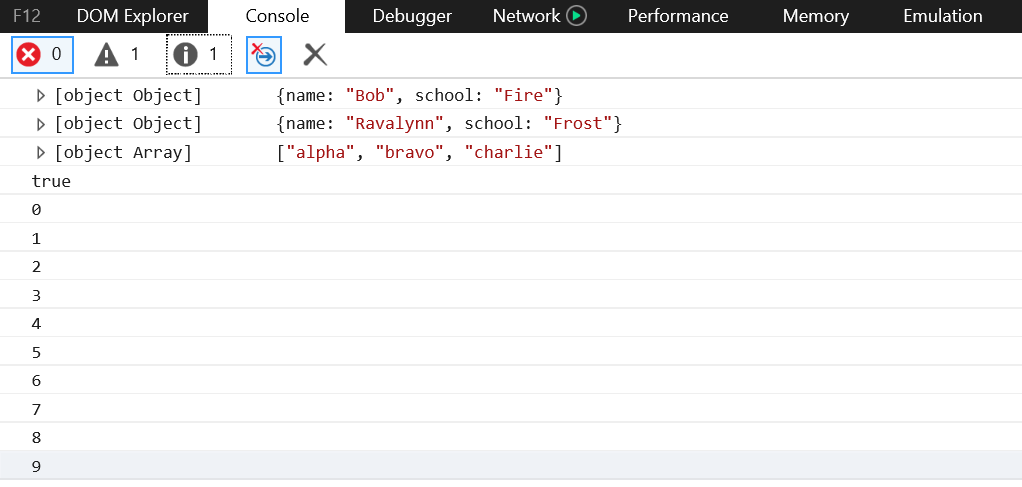 F12 DOM Explorer Console Debugger Network Performance Memory Emulation
0 1 1
[object Object] {name: "Bob", school: "Fire"}
[object Object] {name: "Ravalynn", school: "Frost"}
[object Array] ["alpha", "bravo", "charlie"]
true
0
1
2
3
4
5
6
7
8
9